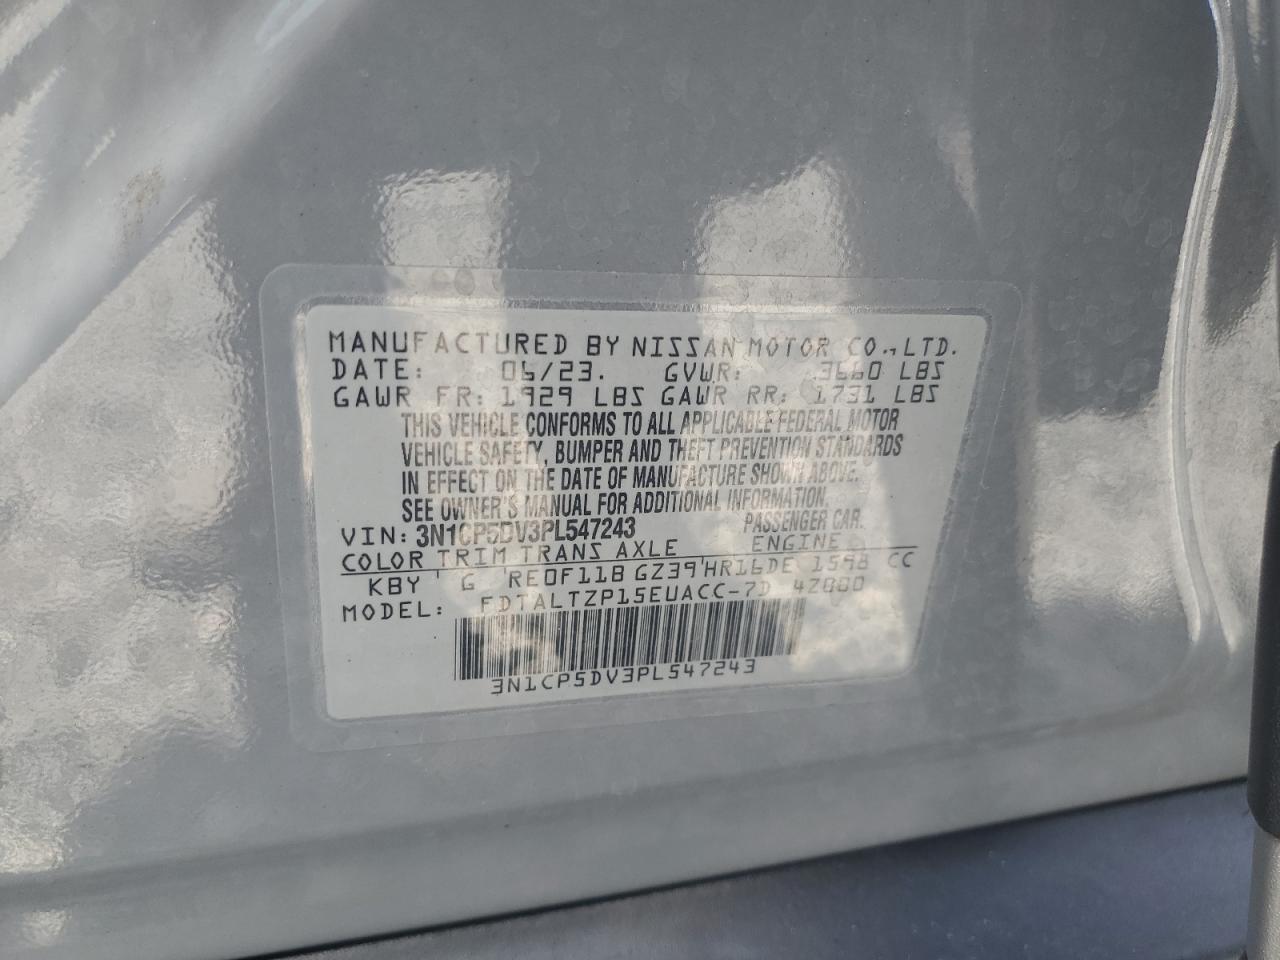 MANUFACTURED BY NISSAN MOTOR CO.,LTD.
DATE: 06/23. GVWR: 3660 LBS
GAWR FR: 1929 LBS GAWR RR: 1731 LBS
THIS VEHICLE CONFORMS TO ALL APPLICABLE FEDERAL MOTOR
VEHICLE SAFETY, BUMPER AND THEFT PREVENTION STANDARDS
IN EFFECT ON THE DATE OF MANUFACTURE SHOWN ABOVE.
SEE OWNER'S MANUAL FOR ADDITIONAL INFORMATION.
VIN: 3N1CP5DV3PL547243 PASSENGER CAR.
COLOR TRIM TRANS AXLE ENGINE
KBY G RE0F11B GZ39 HR16DE 1598 CC
MODEL: FDTALTZP15EUACC-7D 4Z000
3N1CP5DV3PL547243